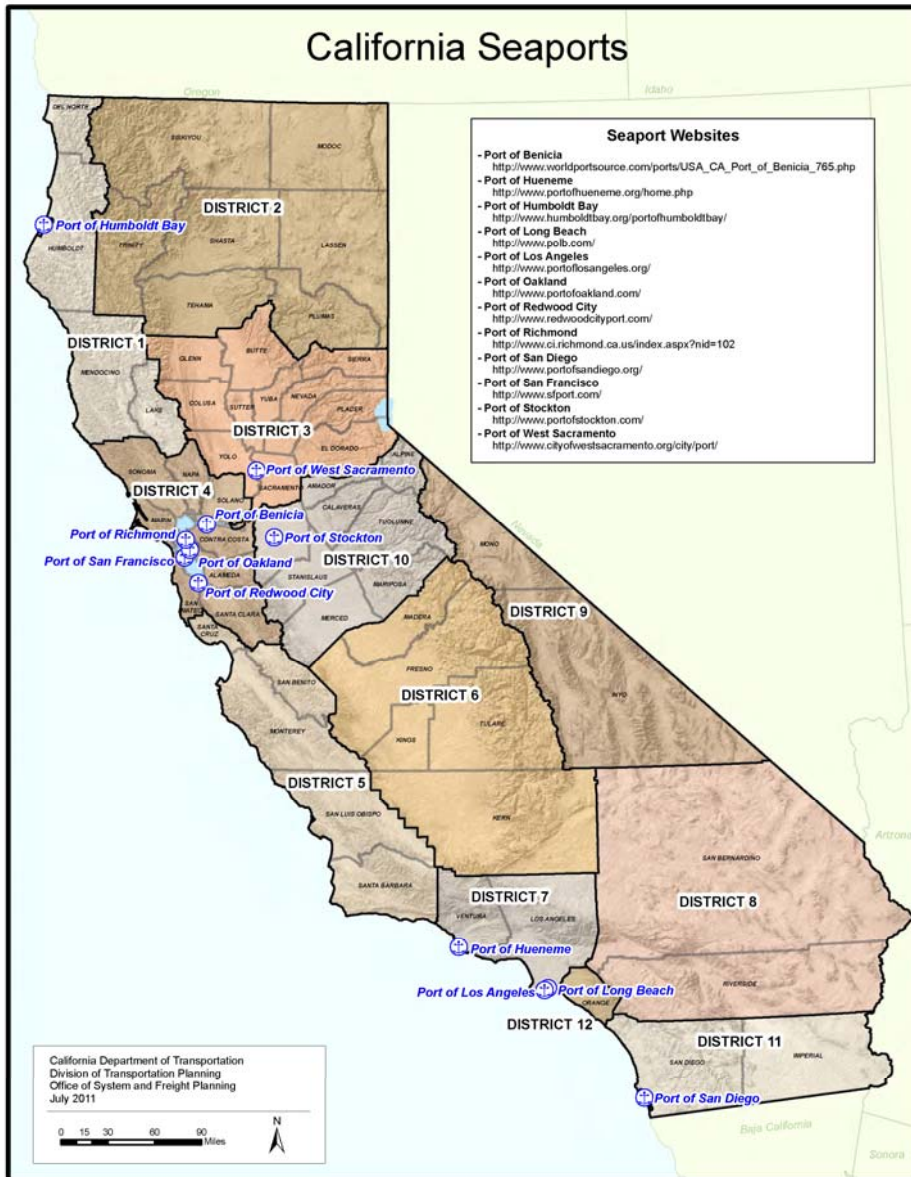 California Seaports
Oregon
Idaho
Seaport Websites
- Port of Benicia
http://www.worldportsource.com/ports/USA_CA_Port_of_Benicia_765.php
- Port of Hueneme
http://www.portofhueneme.org/home.php
- Port of Humboldt Bay
http://www.humboldtbay.org/portofhumboldtbay/
- Port of Long Beach
http://www.polb.com/
- Port of Los Angeles
http://www.portoflosangeles.org/
- Port of Oakland
http://www.portofoakland.com/
- Port of Redwood City
http://www.redwoodcityport.com/
- Port of Richmond
http://www.ci.richmond.ca.us/index.aspx?nid=102
- Port of San Diego
http://www.portofsandiego.org/
- Port of San Francisco
http://www.sfport.com/
- Port of Stockton
http://www.portofstockton.com/
- Port of West Sacramento
http://www.cityofwestsacramento.org/city/port/
DEL NORTE
SISKIYOU
MODOC
DISTRICT 2
Port of Humboldt Bay
HUMBOLDT
TRINITY
SHASTA
LASSEN
TEHAMA
PLUMAS
DISTRICT 1
MENDOCINO
LAKE
GLENN
BUTTE
SIERRA
COLUSA
SUTTER
YUBA
NEVADA
PLACER
DISTRICT 3
YOLO
EL DORADO
ALPINE
SONOMA
NAPA
Port of West Sacramento
SACRAMENTO
AMADOR
DISTRICT 4
SOLANO
CALAVERAS
MARIN
Port of Benicia
TUOLUMNE
Port of Richmond
CONTRA COSTA
Port of Stockton
MONO
Nevada
Port of San Francisco
Port of Oakland
DISTRICT 10
ALAMEDA
STANISLAUS
MARIPOSA
Port of Redwood City
SAN MATEO
SANTA CLARA
MERCED
MADERA
DISTRICT 9
SANTA CRUZ
SAN BENITO
FRESNO
INYO
DISTRICT 6
MONTEREY
KINGS
TULARE
DISTRICT 5
SAN LUIS OBISPO
KERN
SAN BERNARDINO
Arizona
SANTA BARBARA
DISTRICT 7
DISTRICT 8
VENTURA
LOS ANGELES
Port of Hueneme
RIVERSIDE
Port of Los Angeles
Port of Long Beach
ORANGE
DISTRICT 12
DISTRICT 11
SAN DIEGO
IMPERIAL
Port of San Diego
Baja California
Sonora
California Department of Transportation
Division of Transportation Planning
Office of System and Freight Planning
July 2011
N
0 15 30 60 90
Miles